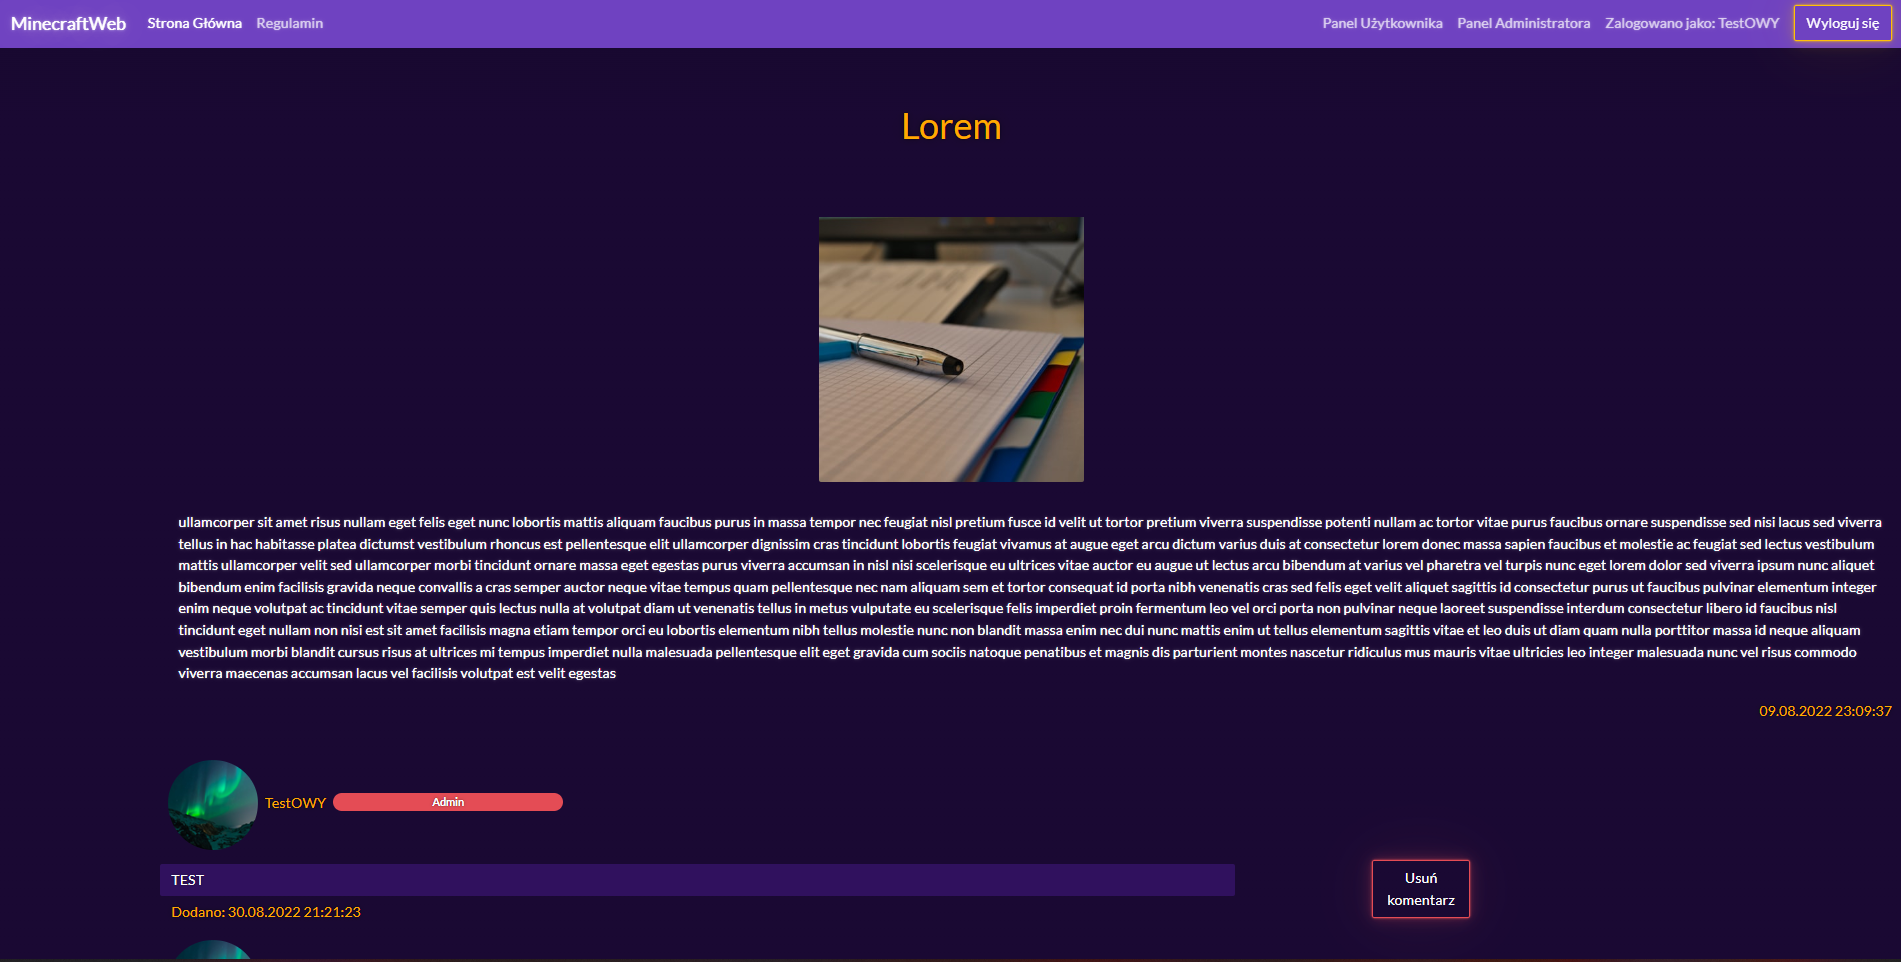 MinecraftWeb Strona Główna Regulamin Panel Użytkownika Panel Administratora Zalogowano jako: TestOWY Wyloguj się
Lorem
ullamcorper sit amet risus nullam eget felis eget nunc lobortis mattis aliquam faucibus purus in massa tempor nec feugiat nisl pretium fusce id velit ut tortor pretium viverra suspendisse potenti nullam ac tortor vitae purus faucibus ornare suspendisse sed nisi lacus sed viverra
tellus in hac habitasse platea dictumst vestibulum rhoncus est pellentesque elit ullamcorper dignissim cras tincidunt lobortis feugiat vivamus at augue eget arcu dictum varius duis at consectetur lorem donec massa sapien faucibus et molestie ac feugiat sed lectus vestibulum
mattis ullamcorper velit sed ullamcorper morbi tincidunt ornare massa eget egestas purus viverra accumsan in nisl nisi scelerisque eu ultrices vitae auctor eu augue ut lectus arcu bibendum at varius vel pharetra vel turpis nunc eget lorem dolor sed viverra ipsum nunc aliquet
bibendum enim facilisis gravida neque convallis a cras semper auctor neque vitae tempus quam pellentesque nec nam aliquam sem et tortor consequat id porta nibh venenatis cras sed felis eget velit aliquet sagittis id consectetur purus ut faucibus pulvinar elementum integer
enim neque volutpat ac tincidunt vitae semper quis lectus nulla at volutpat diam ut venenatis tellus in metus vulputate eu scelerisque felis imperdiet proin fermentum leo vel orci porta non pulvinar neque laoreet suspendisse interdum consectetur libero id faucibus nisl
tincidunt eget nullam non nisi est sit amet facilisis magna etiam tempor orci eu lobortis elementum nibh tellus molestie nunc non blandit massa enim nec dui nunc mattis enim ut tellus elementum sagittis vitae et leo duis ut diam quam nulla porttitor massa id neque aliquam
vestibulum morbi blandit cursus risus at ultrices mi tempus imperdiet nulla malesuada pellentesque elit eget gravida cum sociis natoque penatibus et magnis dis parturient montes nascetur ridiculus mus mauris vitae ultricies leo integer malesuada nunc vel risus commodo
viverra maecenas accumsan lacus vel facilisis volutpat est velit egestas
09.08.2022 23:09:37
TestOWY Admin
TEST
Usuń
komentarz
Dodano: 30.08.2022 21:21:23